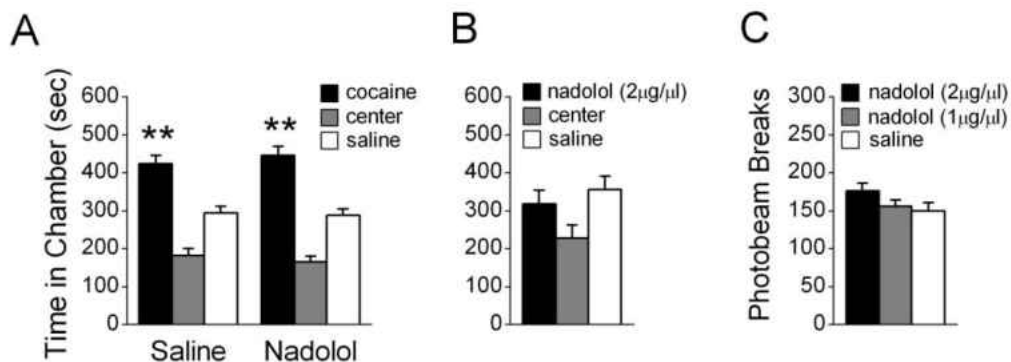 A
B
C
Time in Chamber (sec)
600
500
400
300
200
100
0
cocaine
center
saline
**
**
Saline
Nadolol
600
500
400
300
200
100
0
nadolol (2µg/µl)
center
saline
Photobeam Breaks
300
250
200
150
100
50
0
nadolol (2µg/µl)
nadolol (1µg/µl)
saline